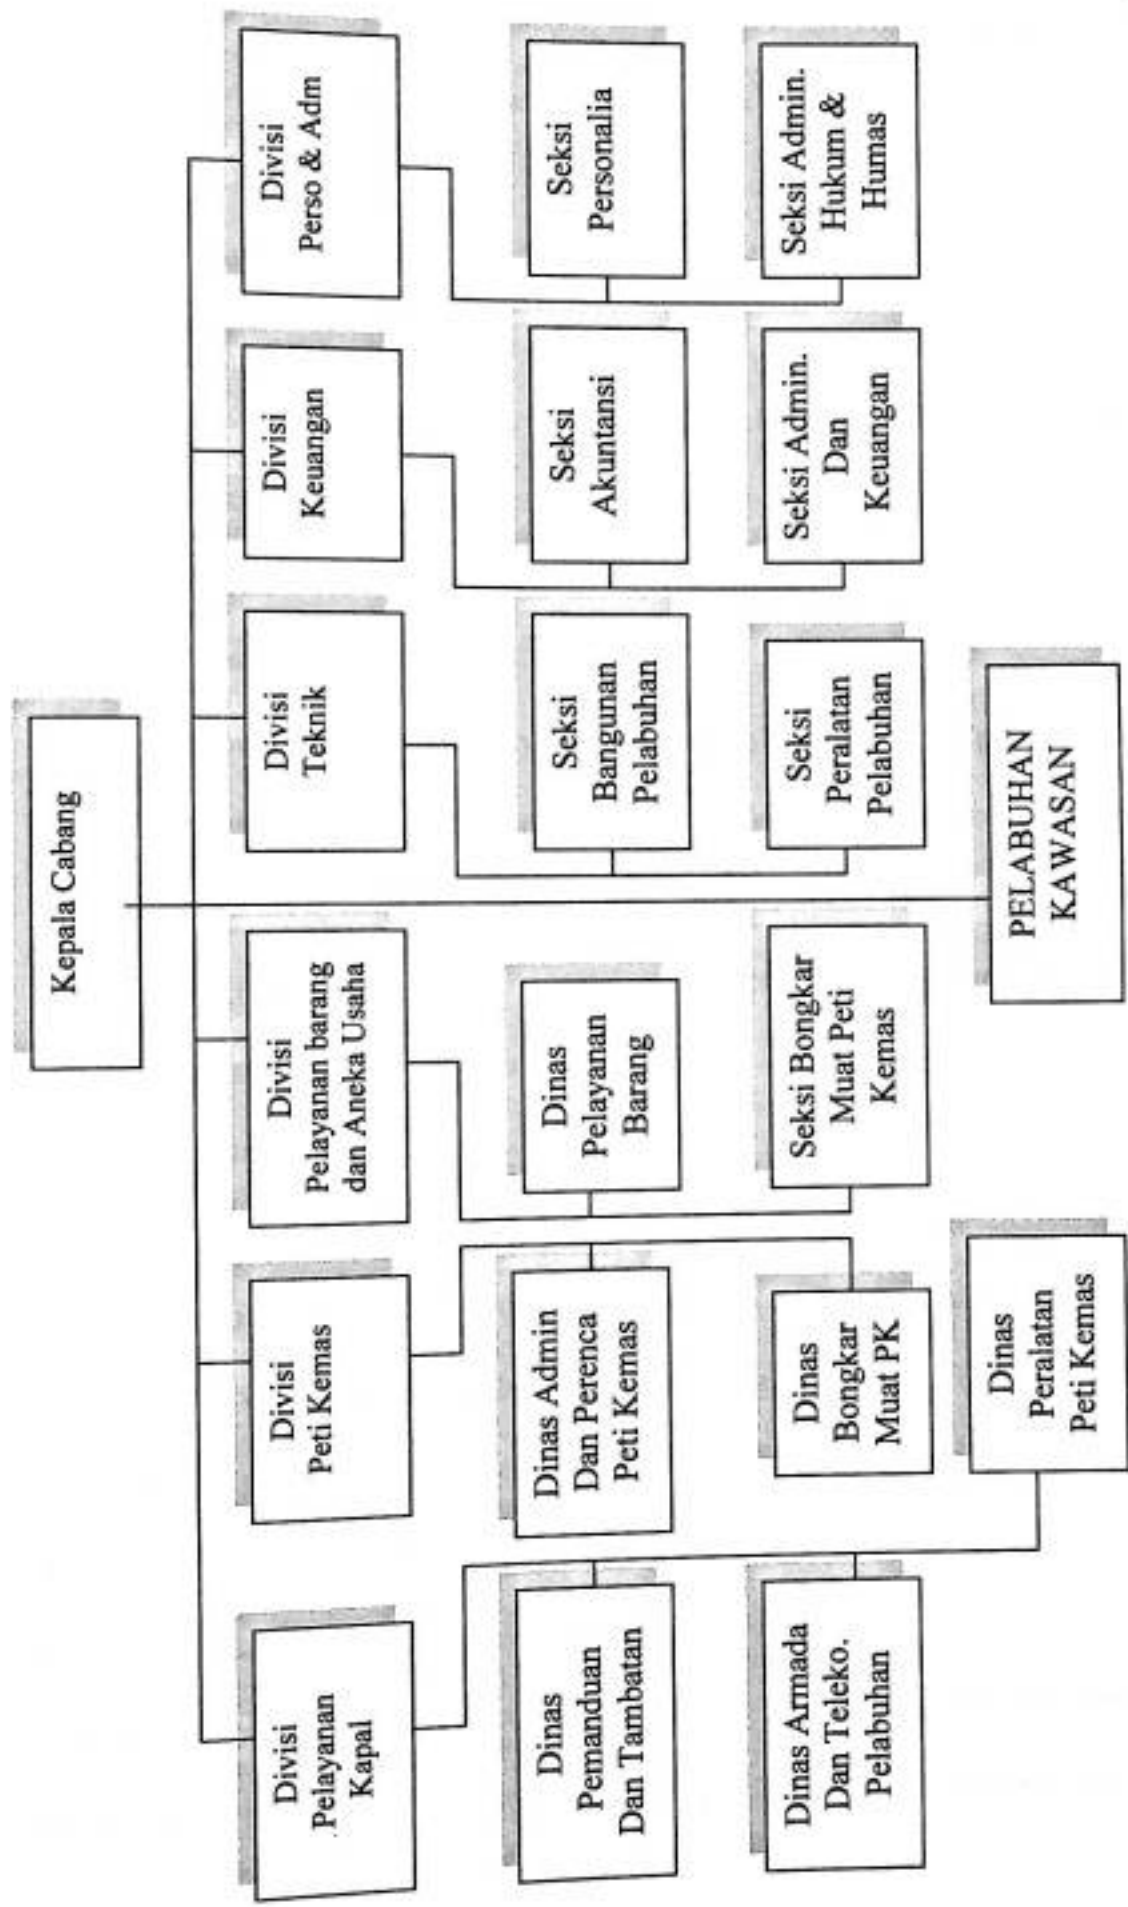 Kepala Cabang
Divisi
Pelayanan
Kapal
Divisi
Peti Kemas
Divisi
Pelayanan barang
dan Aneka Usaha
Divisi
Teknik
Divisi
Keuangan
Divisi
Perso & Adm
Dinas
Pemanduan
Dan Tambatan
Dinas Admin
Dan Perenca
Peti Kemas
Dinas
Pelayanan
Barang
Seksi
Bangunan
Pelabuhan
Seksi
Akuntansi
Seksi
Personalia
Dinas Armada
Dan Teleko.
Pelabuhan
Dinas
Bongkar
Muat PK
Seksi Bongkar
Muat Peti
Kemas
Seksi
Peralatan
Pelabuhan
Seksi Admin.
Dan
Keuangan
Seksi Admin.
Hukum &
Humas
Dinas
Peralatan
Peti Kemas
PELABUHAN
KAWASAN